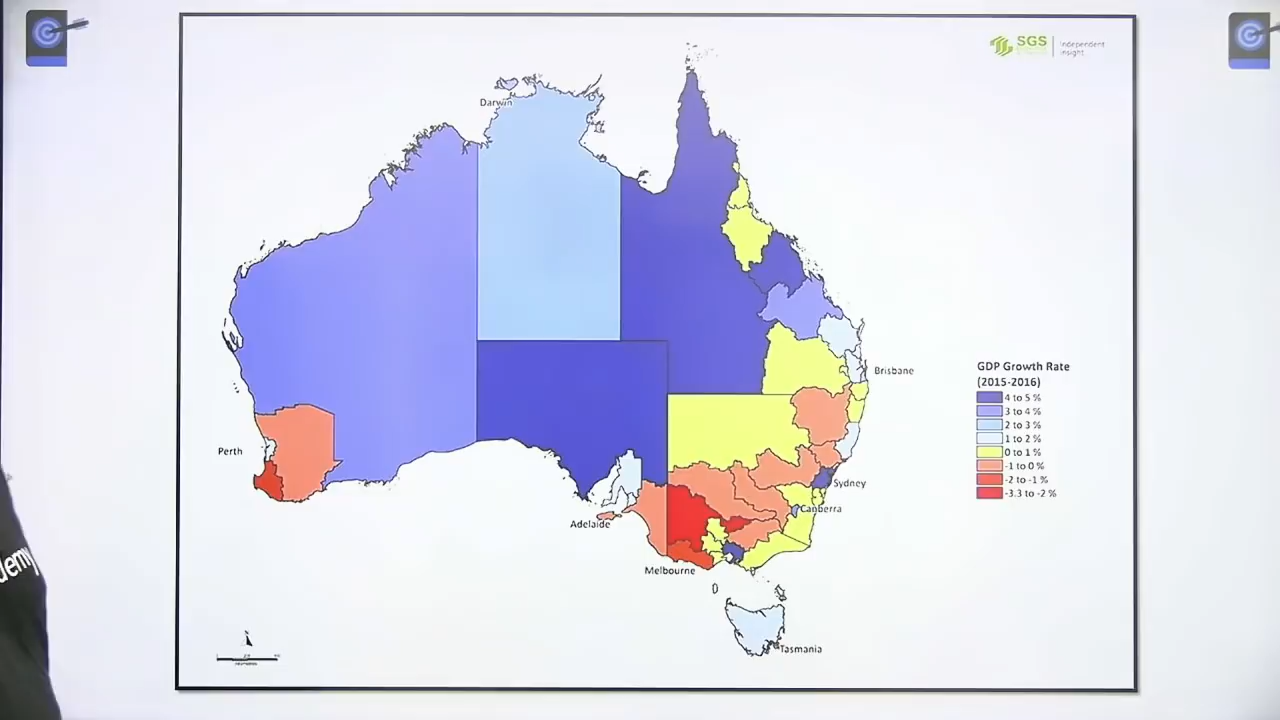 SGS
Independent
insight
Darwin
Brisbane
GDP Growth Rate
(2015-2016)
4 to 5 %
3 to 4 %
2 to 3 %
1 to 2 %
0 to 1 %
-1 to 0 %
-2 to -1 %
-3.3 to -2 %
Perth
Sydney
Canberra
Adelaide
Melbourne
Tasmania
N
demy